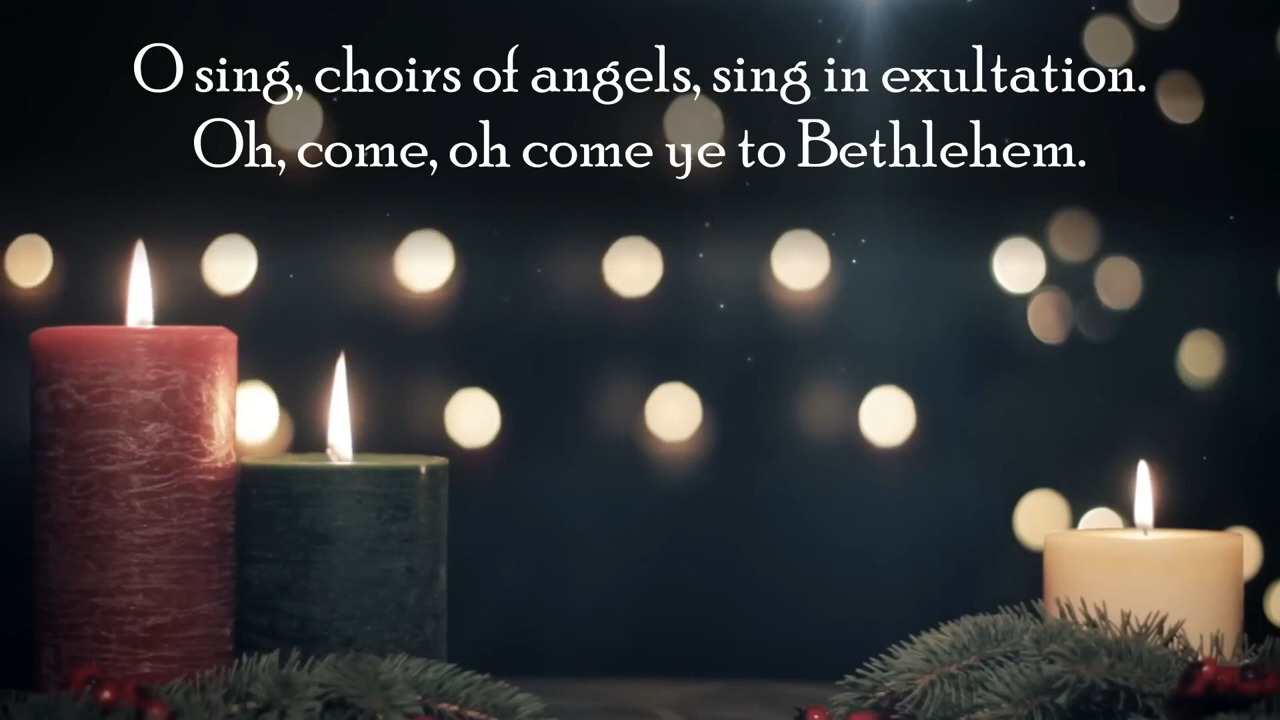 O sing, choirs of angels, sing in exultation.
Oh, come, oh come ye to Bethlehem.